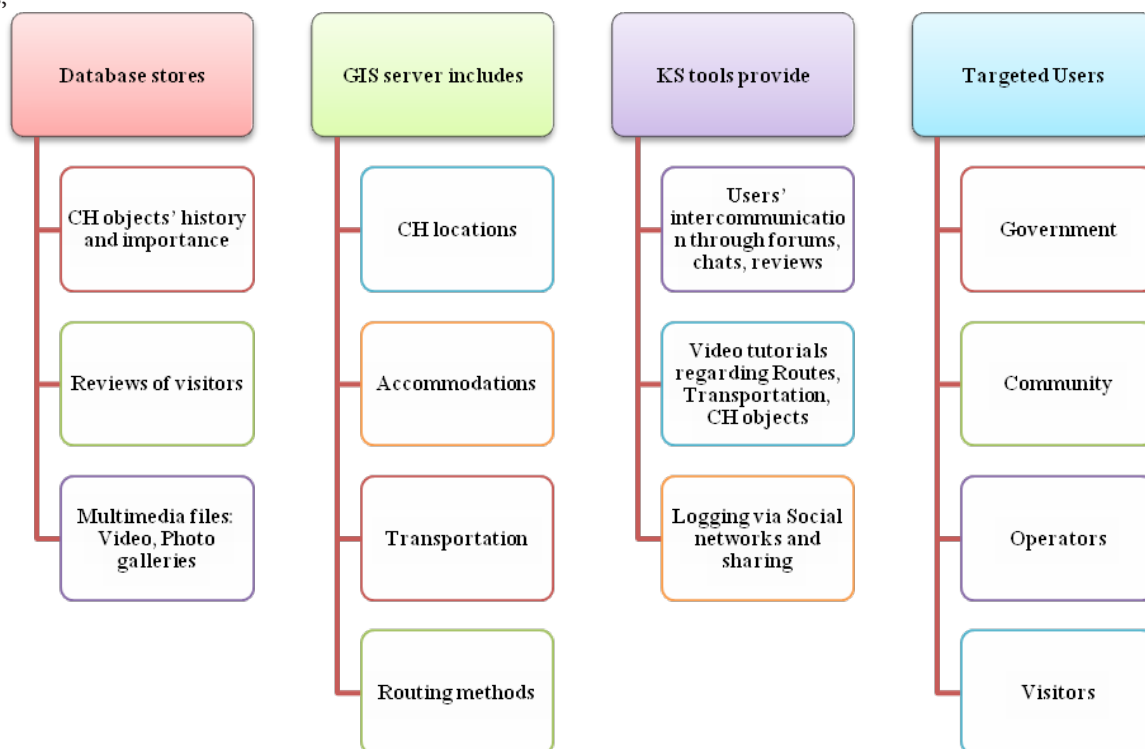 Database stores
CH objects’ history
and importance
Reviews of visitors
Multimedia files:
Video, Photo
galleries
GIS server includes
CH locations
Accommodations
Transportation
Routing methods
KS tools provide
Users’
intercommunicatio
n through forums,
chats, reviews
Video tutorials
regarding Routes,
Transportation,
CH objects
Logging via Social
networks and
sharing
Targeted Users
Government
Community
Operators
Visitors